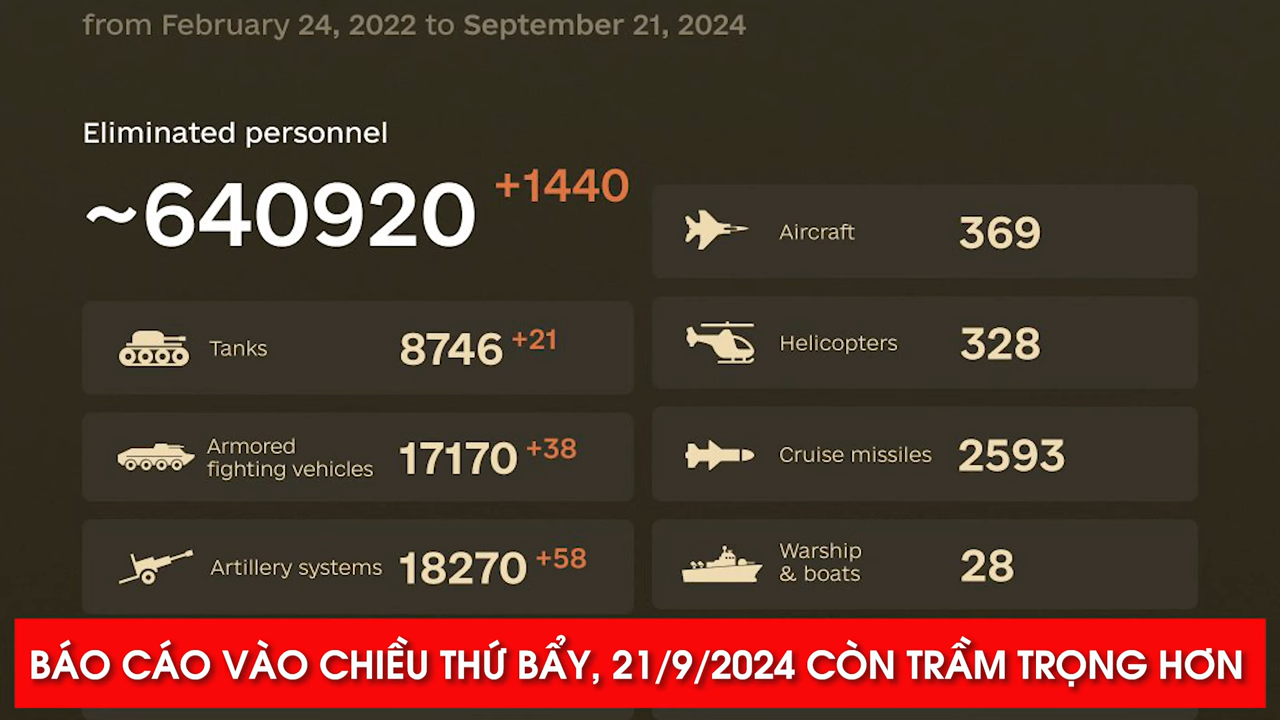 from February 24, 2022 to September 21, 2024
Eliminated personnel
~640920 +1440
Tanks 8746 +21
Armored
fighting vehicles 17170 +38
Artillery systems 18270 +58
Aircraft 369
Helicopters 328
Cruise missiles 2593
Warship
& boats 28
BÁO CÁO VÀO CHIỀU THỨ BẨY, 21/9/2024 CÒN TRẦM TRỌNG HƠN